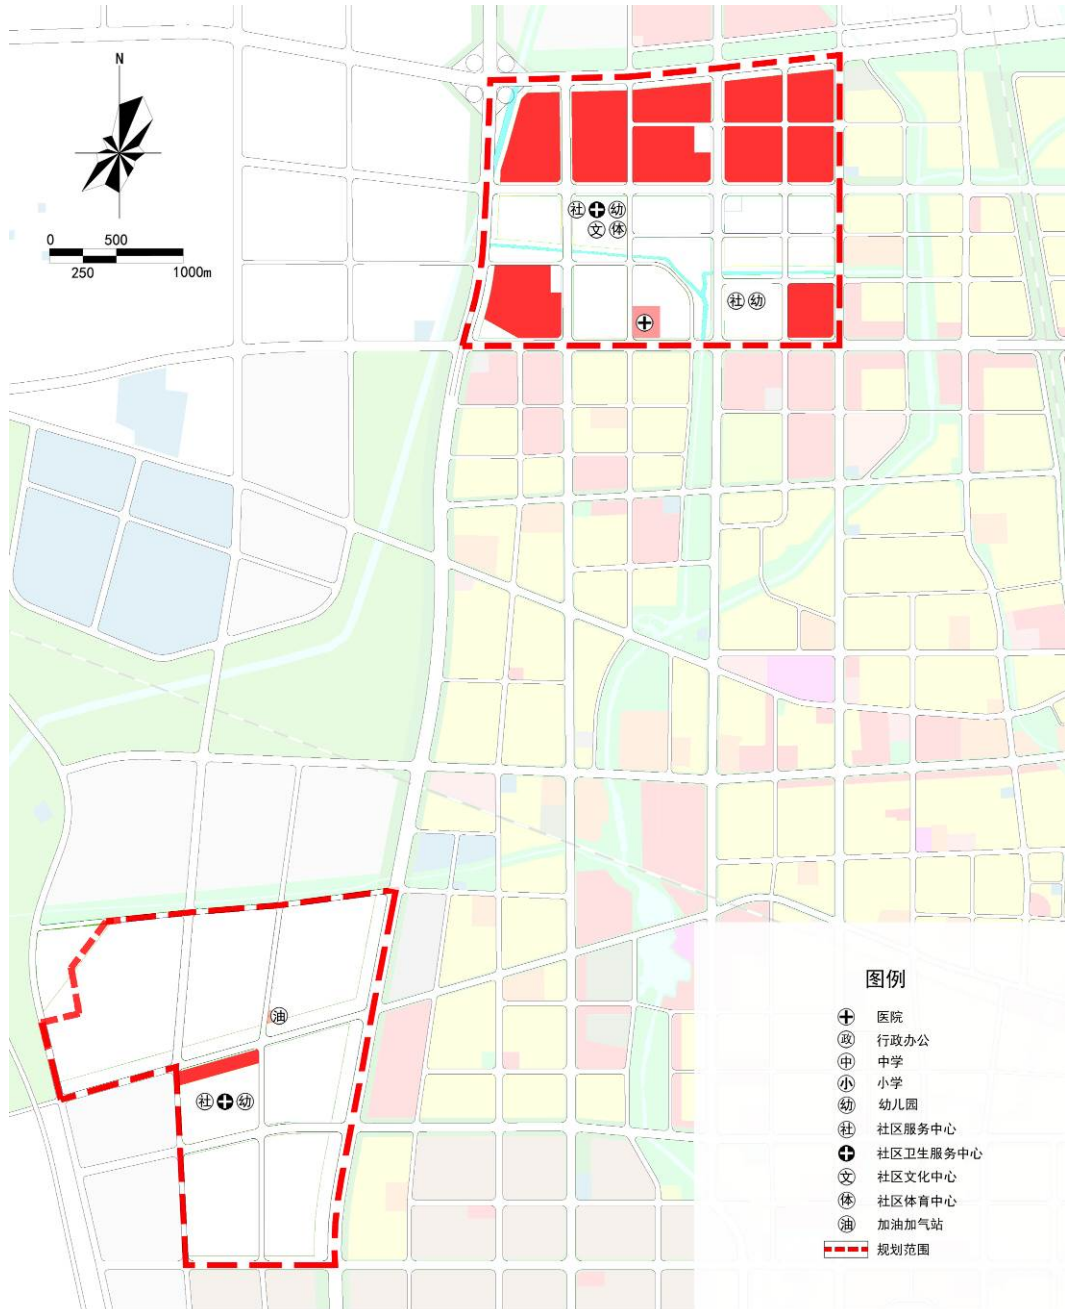 N
0 500
250 1000m
社 幼
文 体
社 幼
油
社 幼
图例
医院
政 行政办公
中 中学
小 小学
幼 幼儿园
社 社区服务中心
社区卫生服务中心
文 社区文化中心
体 社区体育中心
油 加油加气站
规划范围